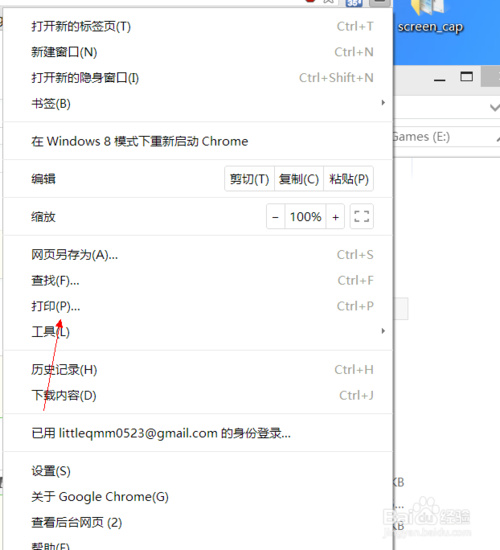 screen_cap
打开新的标签页(T) Ctrl+T
新建窗口(N) Ctrl+N
打开新的隐身窗口(I) Ctrl+Shift+N
书签(B)
Games (E:)
在 Windows 8 模式下重新启动 Chrome
编辑 剪切(T) 复制(C) 粘贴(P)
缩放 − 100% +
网页另存为(A)... Ctrl+S
查找(F)... Ctrl+F
打印(P)... Ctrl+P
工具(L)
历史记录(H) Ctrl+H
下载内容(D) Ctrl+J
已用 littleqmm0523@gmail.com 的身份登录...
设置(S)
KB
关于 Google Chrome(G)
查看后台网页 (2)
KB
Baidu 经验
帮助(E)